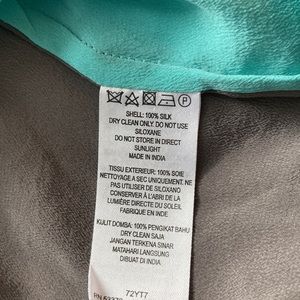 SHELL: 100% SILK
DRY CLEAN ONLY. DO NOT USE
SILOXANE
DO NOT STORE IN DIRECT
SUNLIGHT
MADE IN INDIA
TISSU EXTERIEUR: 100% SOIE
NETTOYAGE A SEC UNIQUEMENT. NE
PAS UTILISER DE SILOXANO
CONSERVER À L'ABRI DE LA
LUMIÈRE DIRECTE DU SOLEIL
FABRIQUE EN INDE
KULIT DOMBA: 100% PENGIKAT BAHU
DRY CLEAN SAJA
JANGAN TERKENA SINAR
MATAHARI LANGSUNG
DIBUAT DI INDIA
72YT7
RN